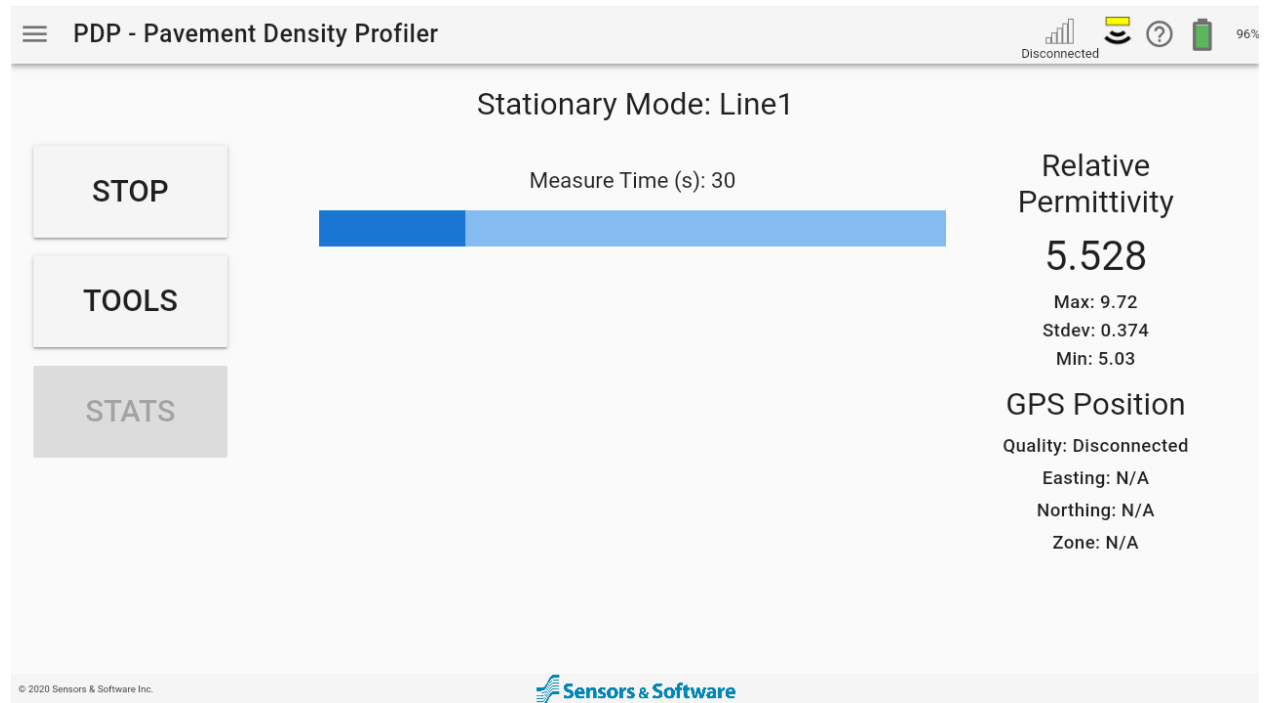 PDP - Pavement Density Profiler
Disconnected
96%
Stationary Mode: Line1
STOP
TOOLS
STATS
Measure Time (s): 30
Relative
Permittivity
5.528
Max: 9.72
Stdev: 0.374
Min: 5.03
GPS Position
Quality: Disconnected
Easting: N/A
Northing: N/A
Zone: N/A
© 2020 Sensors & Software Inc.
Sensors & Software